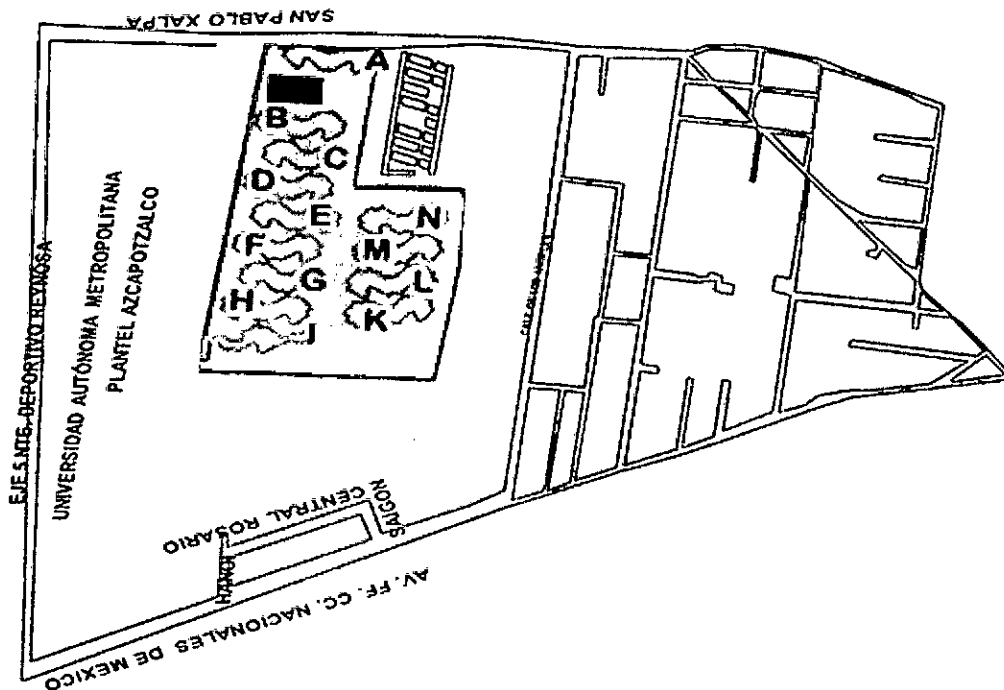 SAN PABLO XALPA
A
B
C
D
E
N
F
M
G
L
H
K
J
EJE 5 NTE. DEPORTIVO REYNOSA
UNIVERSIDAD AUTÓNOMA METROPOLITANA
PLANTEL AZCAPOTZALCO
CENTRAL ROSARIO
SAIGON
HANOI
AV. FF. CC. NACIONALES DE MEXICO